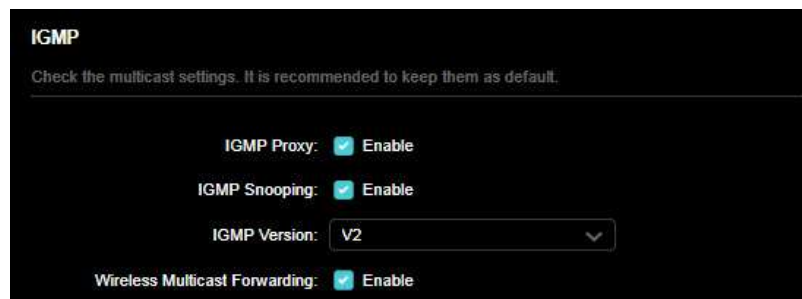 IGMP
Check the multicast settings. It is recommended to keep them as default.
IGMP Proxy: Enable
IGMP Snooping: Enable
IGMP Version: V2
Wireless Multicast Forwarding: Enable